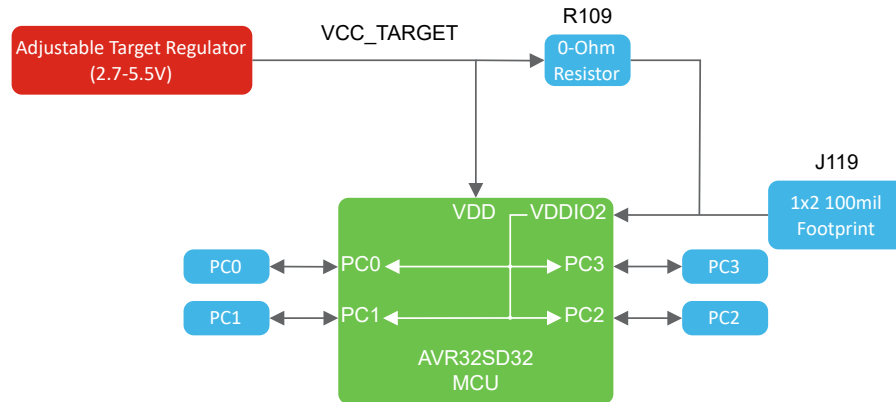 R109
VCC_TARGET
Adjustable Target Regulator
(2.7-5.5V)
0-Ohm
Resistor
J119
1x2 100mil
Footprint
VDD
VDDIO2
PC0
PC0
PC3
PC3
PC1
PC1
PC2
PC2
AVR32SD32
MCU